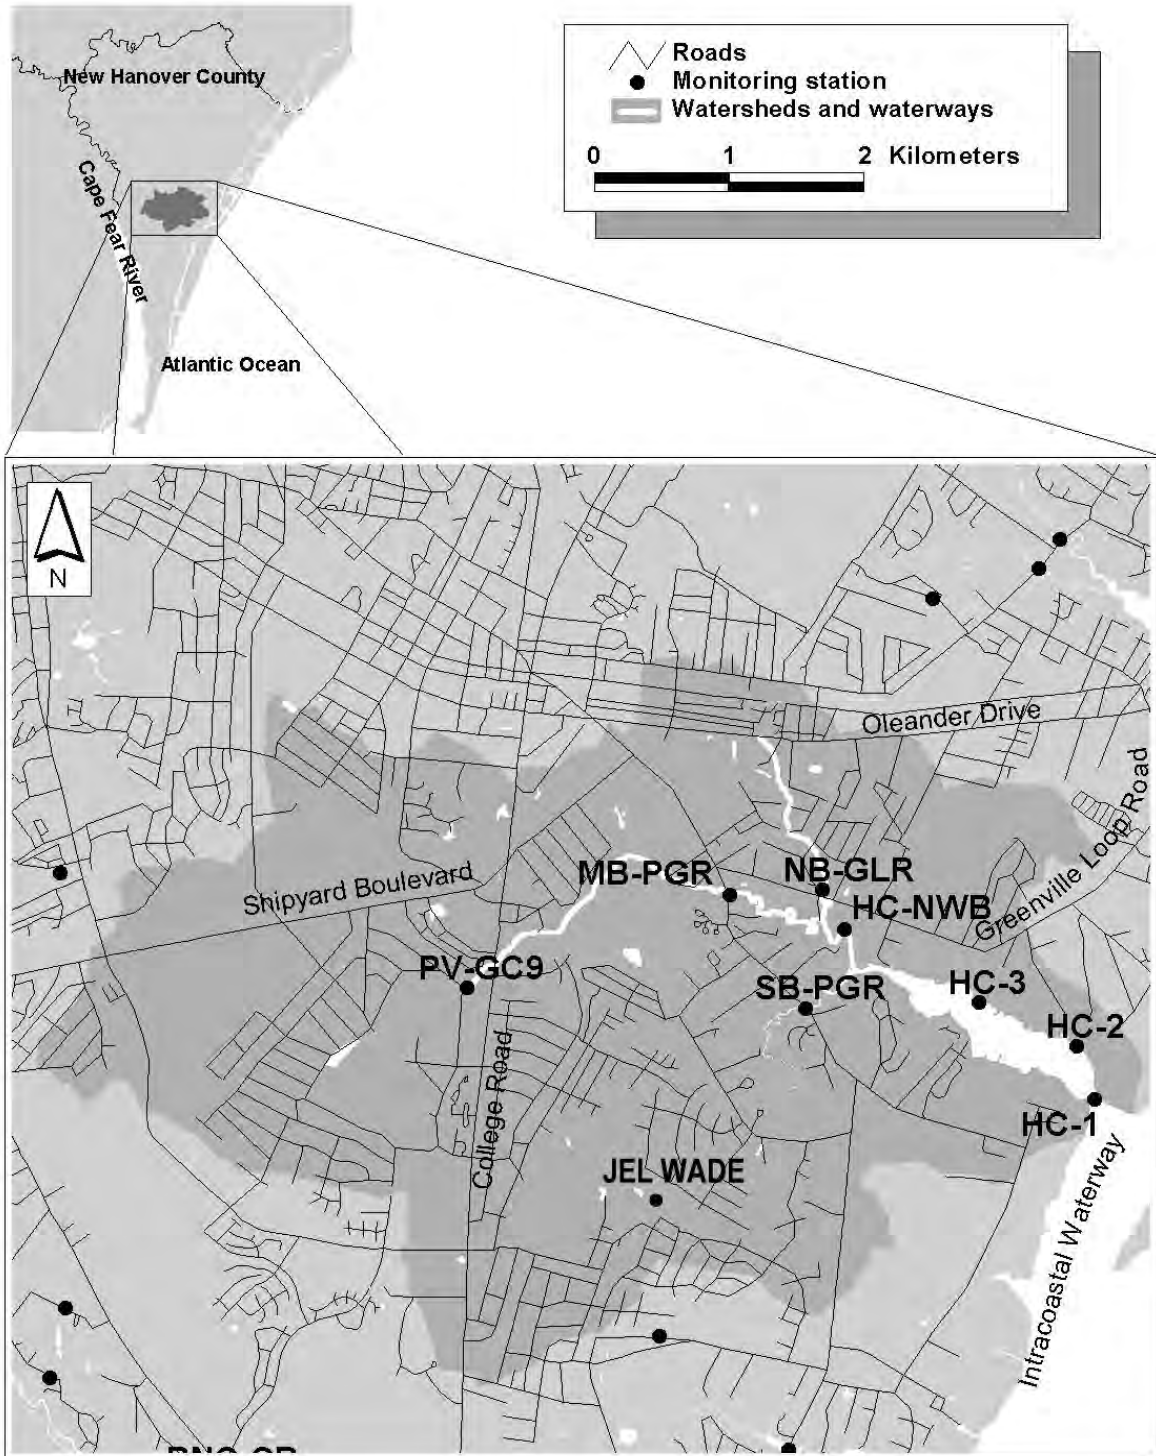 New Hanover County
Cape Fear River
Atlantic Ocean
Roads
Monitoring station
Watersheds and waterways
0 1 2 Kilometers
N
Oleander Drive
Greenville Loop Road
Shipyard Boulevard
MB-PGR
NB-GLR
HC-NWB
PV-GC9
SB-PGR
HC-3
HC-2
HC-1
College Road
JEL WADE
Intracoastal Waterway